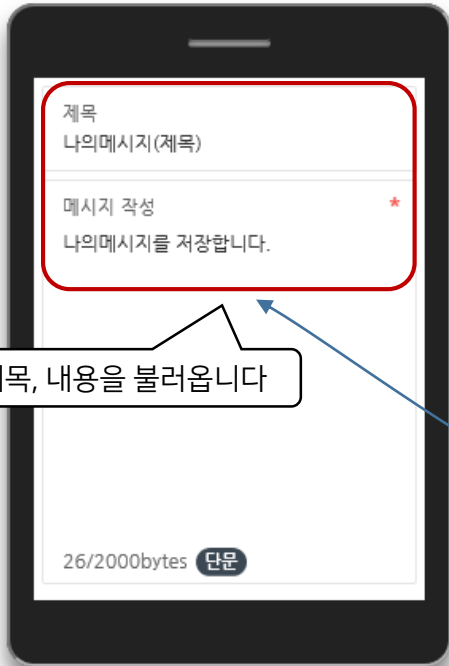 제목
나의메시지(제목)
메시지 작성 *
나의메시지를 저장합니다.
내용을 불러옵니다
26/2000bytes 단문